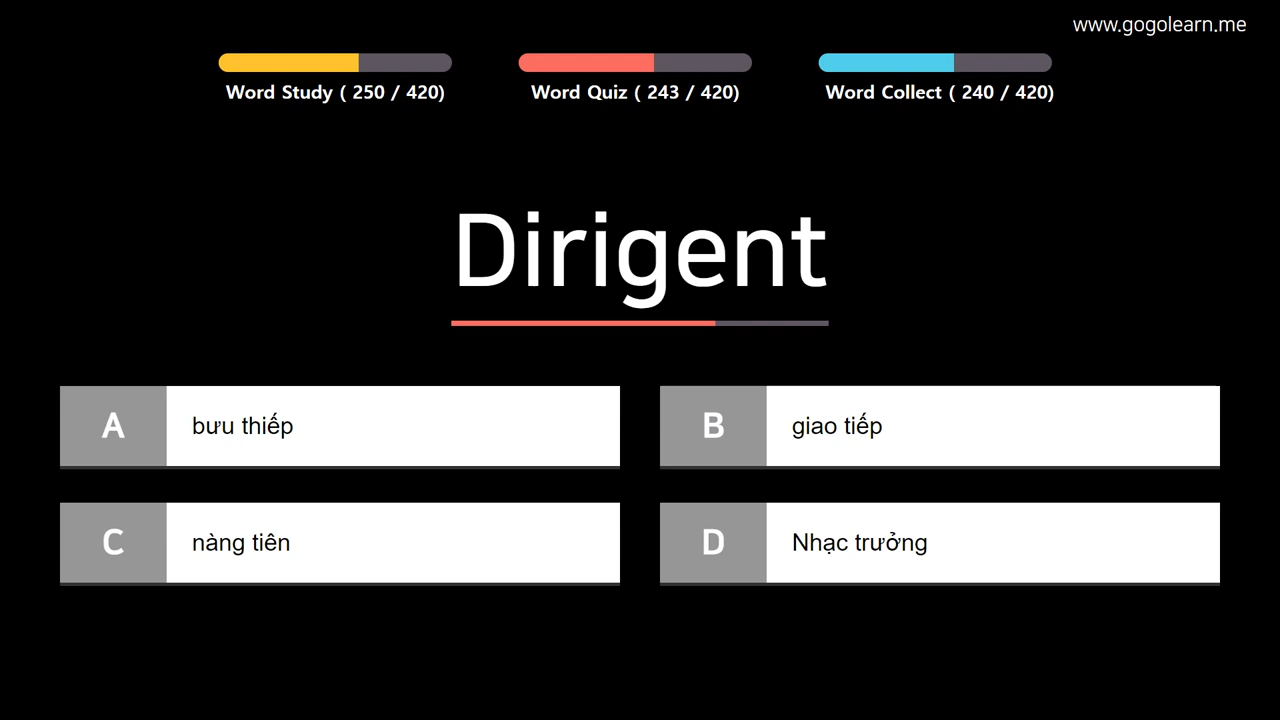 www.gogolearn.me
Word Study ( 250 / 420)
Word Quiz ( 243 / 420)
Word Collect ( 240 / 420)
Dirigent
A
bưu thiếp
B
giao tiếp
C
nàng tiên
D
Nhạc trưởng